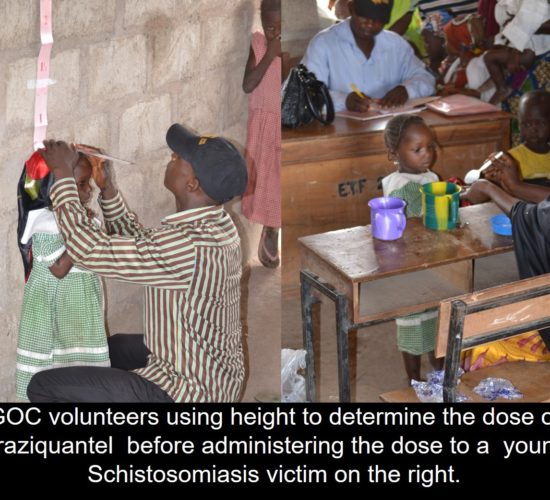 ETF
GOC volunteers using height to determine the dose o
raziquantel before administering the dose to a youn
Schistosomiasis victim on the right.